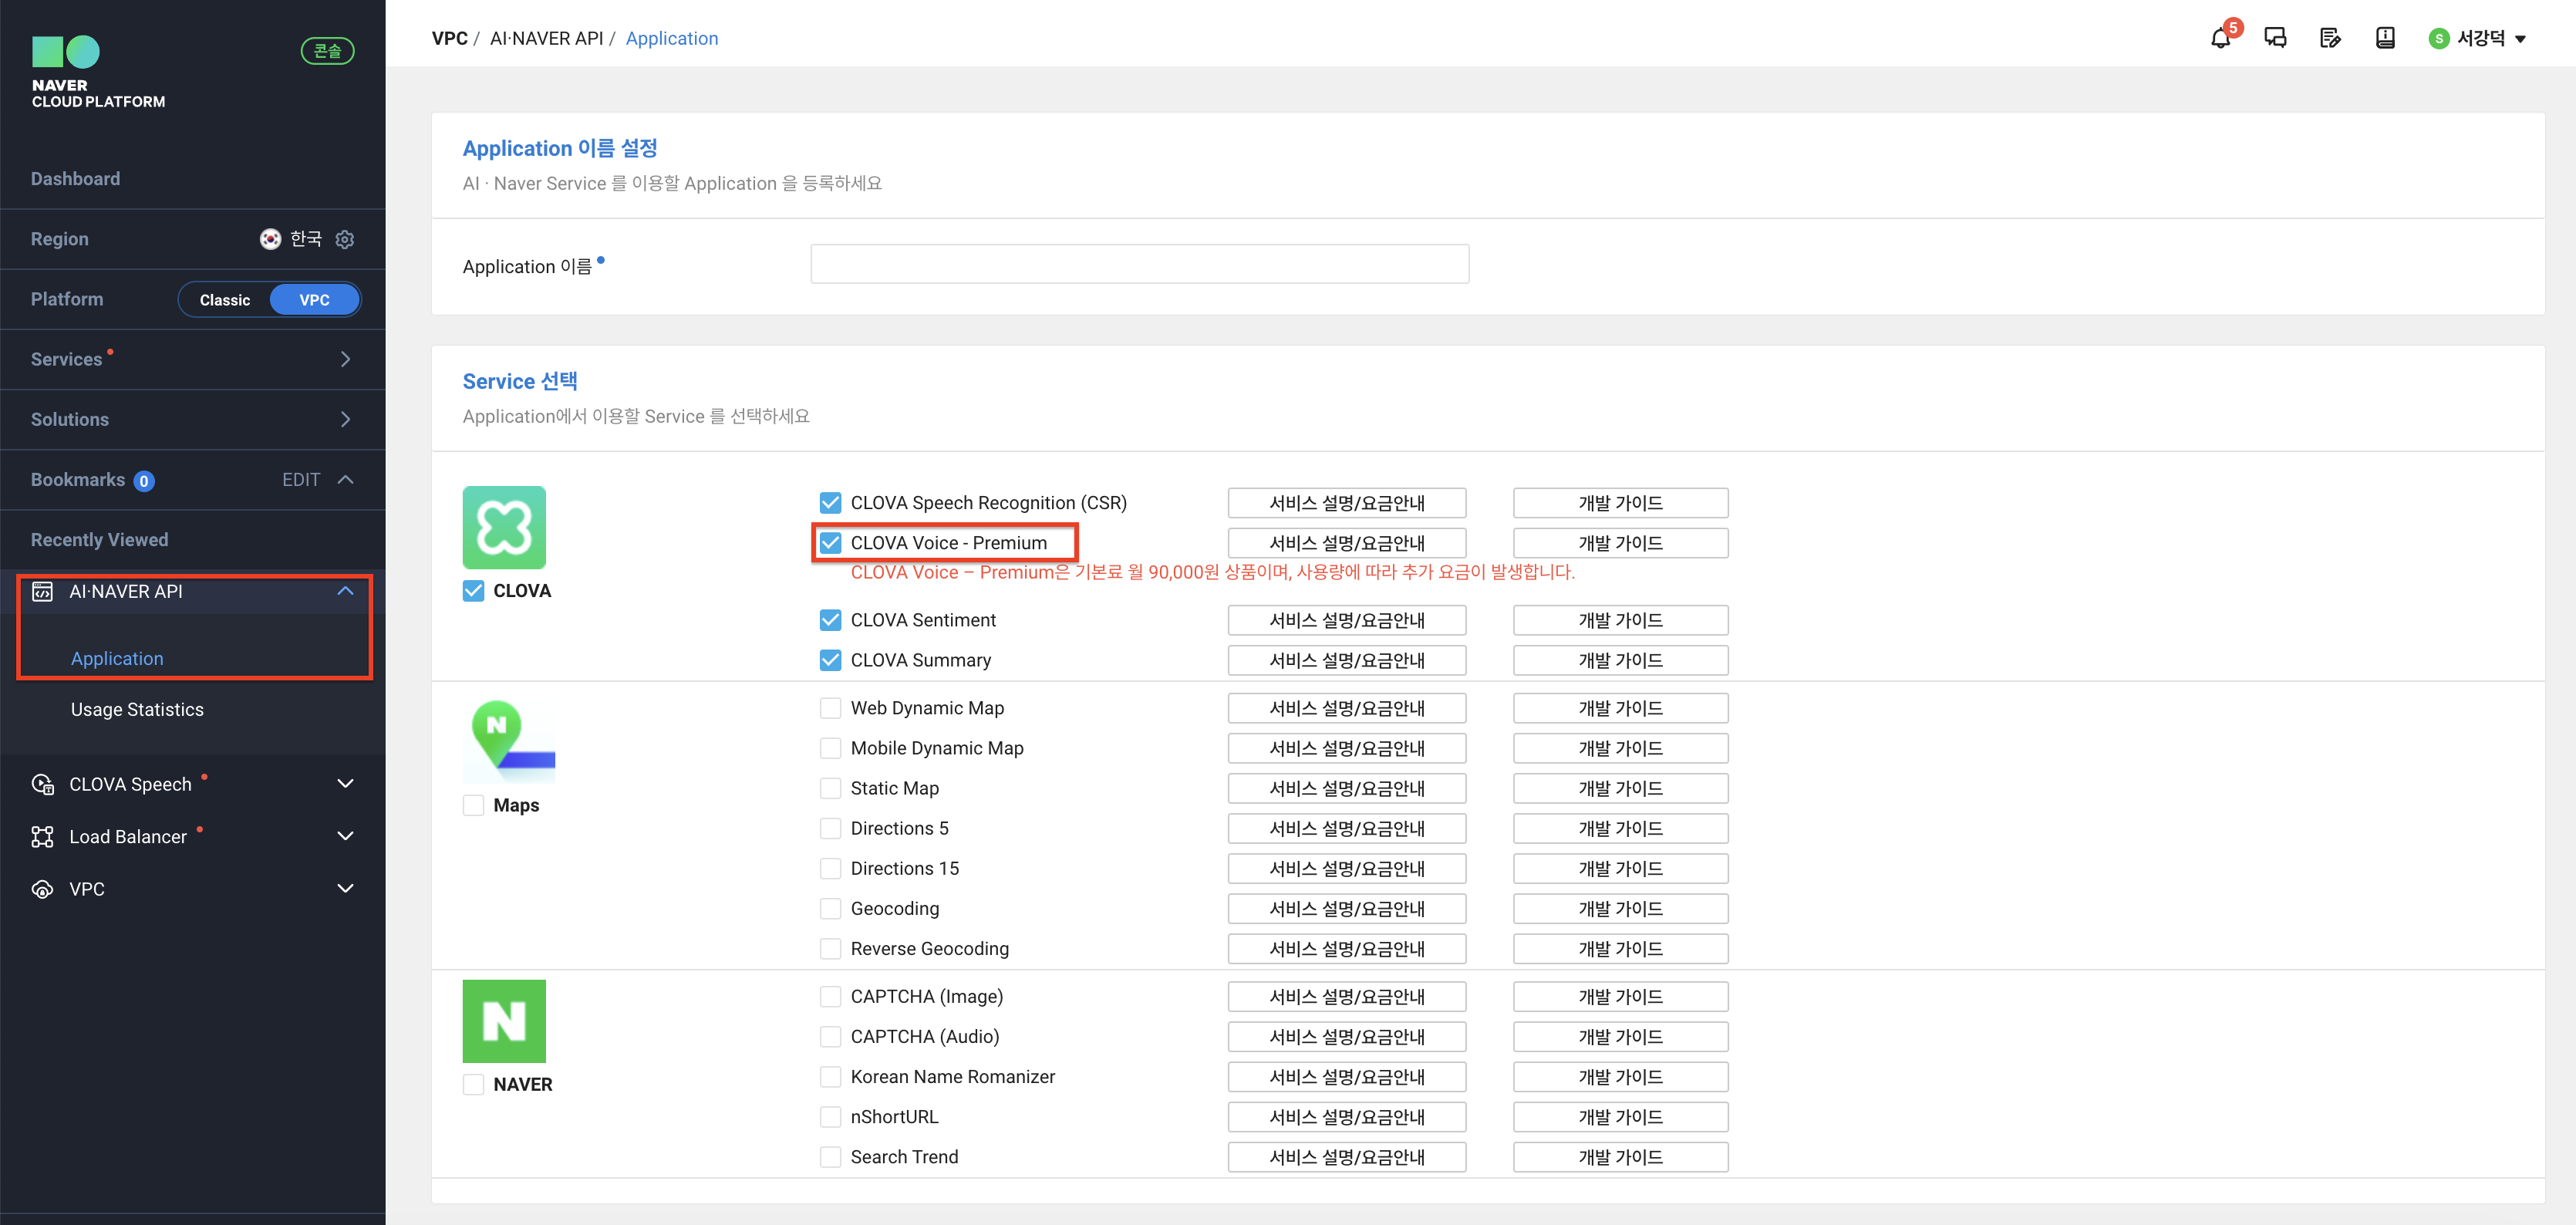 콘솔
NAVER
CLOUD PLATFORM
Dashboard
Region 한국
Platform Classic VPC
Services
Solutions
Bookmarks 0 EDIT
Recently Viewed
AI·NAVER API
Application
Usage Statistics
CLOVA Speech
Load Balancer
VPC
VPC / AI·NAVER API / Application
5
S 서강덕
Application 이름 설정
AI · Naver Service 를 이용할 Application 을 등록하세요
Application 이름
Service 선택
Application에서 이용할 Service 를 선택하세요
CLOVA
CLOVA Speech Recognition (CSR) 서비스 설명/요금안내 개발 가이드
CLOVA Voice - Premium 서비스 설명/요금안내 개발 가이드
CLOVA Voice – Premium은 기본료 월 90,000원 상품이며, 사용량에 따라 추가 요금이 발생합니다.
CLOVA Sentiment 서비스 설명/요금안내 개발 가이드
CLOVA Summary 서비스 설명/요금안내 개발 가이드
N
Maps
Web Dynamic Map 서비스 설명/요금안내 개발 가이드
Mobile Dynamic Map 서비스 설명/요금안내 개발 가이드
Static Map 서비스 설명/요금안내 개발 가이드
Directions 5 서비스 설명/요금안내 개발 가이드
Directions 15 서비스 설명/요금안내 개발 가이드
Geocoding 서비스 설명/요금안내 개발 가이드
Reverse Geocoding 서비스 설명/요금안내 개발 가이드
N
NAVER
CAPTCHA (Image) 서비스 설명/요금안내 개발 가이드
CAPTCHA (Audio) 서비스 설명/요금안내 개발 가이드
Korean Name Romanizer 서비스 설명/요금안내 개발 가이드
nShortURL 서비스 설명/요금안내 개발 가이드
Search Trend 서비스 설명/요금안내 개발 가이드